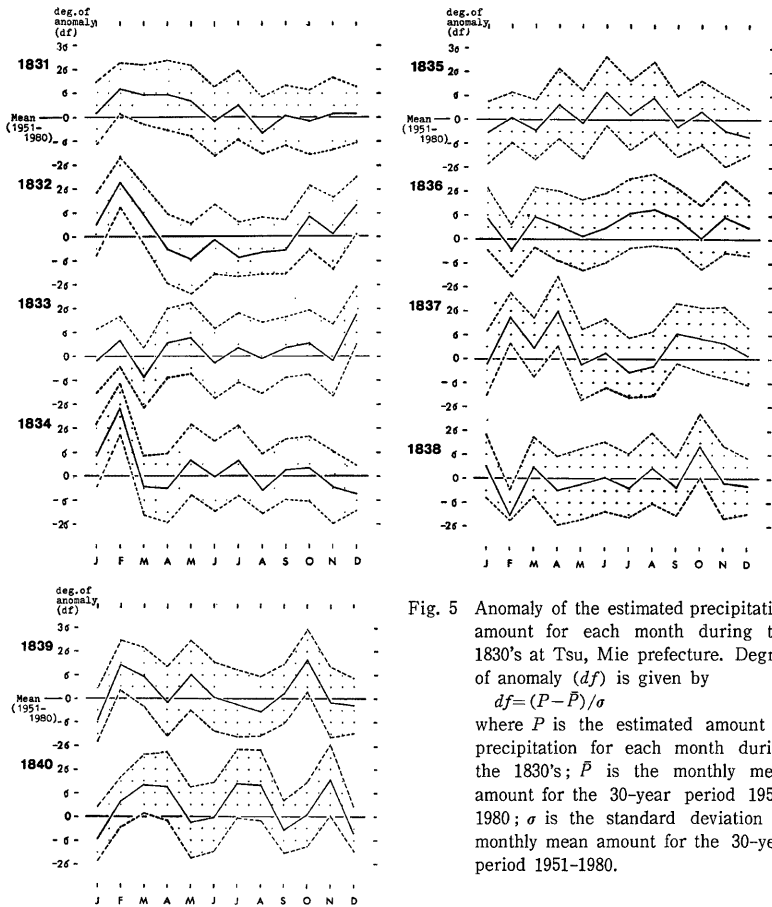 deg.of
anomaly
(df)
3σ
1831
2σ
σ
Mean
(1951-
1980)
-σ
-2σ
1832
2σ
σ
0
-σ
-2σ
1833
2σ
σ
0
-σ
-2σ
1834
2σ
σ
0
-σ
-2σ
J F M A M J J A S O N D
deg.of
anomaly
(df)
3σ
1835
2σ
σ
Mean
(1951-
1980)
-σ
-2σ
1836
2σ
σ
0
-σ
-2σ
1837
2σ
σ
0
-σ
-2σ
1838
2σ
σ
0
-σ
-2σ
J F M A M J J A S O N D
deg.of
anomaly
(df)
3σ
1839
2σ
σ
Mean
(1951-
1980)
-σ
-2σ
1840
2σ
σ
0
-σ
-2σ
J F M A M J J A S O N D
Fig. 5 Anomaly of the estimated precipitati
amount for each month during t
1830's at Tsu, Mie prefecture. Degr
of anomaly (df) is given by
df=(P-P̄)/σ
where P is the estimated amount
precipitation for each month duri
the 1830's; P̄ is the monthly me
amount for the 30-year period 195
1980; σ is the standard deviation
monthly mean amount for the 30-ye
period 1951-1980.